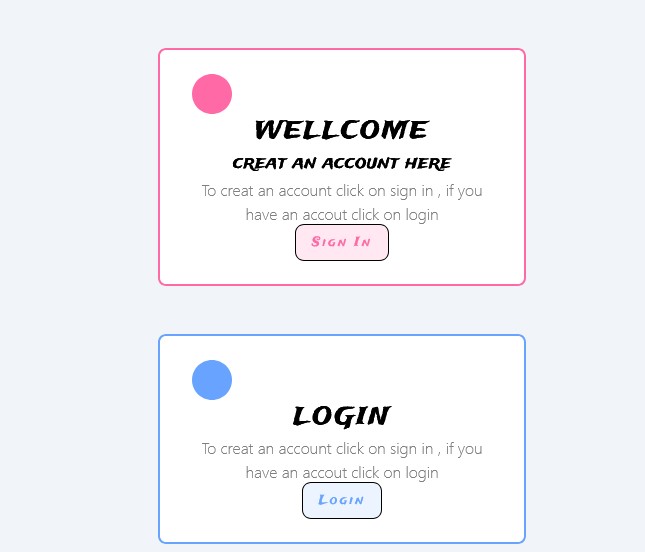 WELLCOME
CREAT AN ACCOUNT HERE
To creat an account click on sign in , if you
have an accout click on login
Sign In
LOGIN
To creat an account click on sign in , if you
have an accout click on login
Login